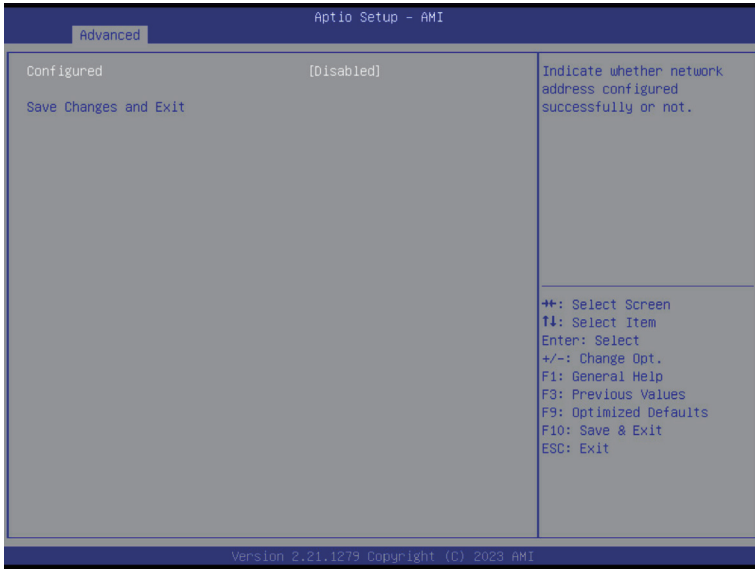 Aptio Setup - AMI
Advanced
Configured [Disabled]
Save Changes and Exit
Indicate whether network
address configured
successfully or not.
→←: Select Screen
↑↓: Select Item
Enter: Select
+/-: Change Opt.
F1: General Help
F3: Previous Values
F9: Optimized Defaults
F10: Save & Exit
ESC: Exit
Version 2.21.1279 Copyright (C) 2023 AMI